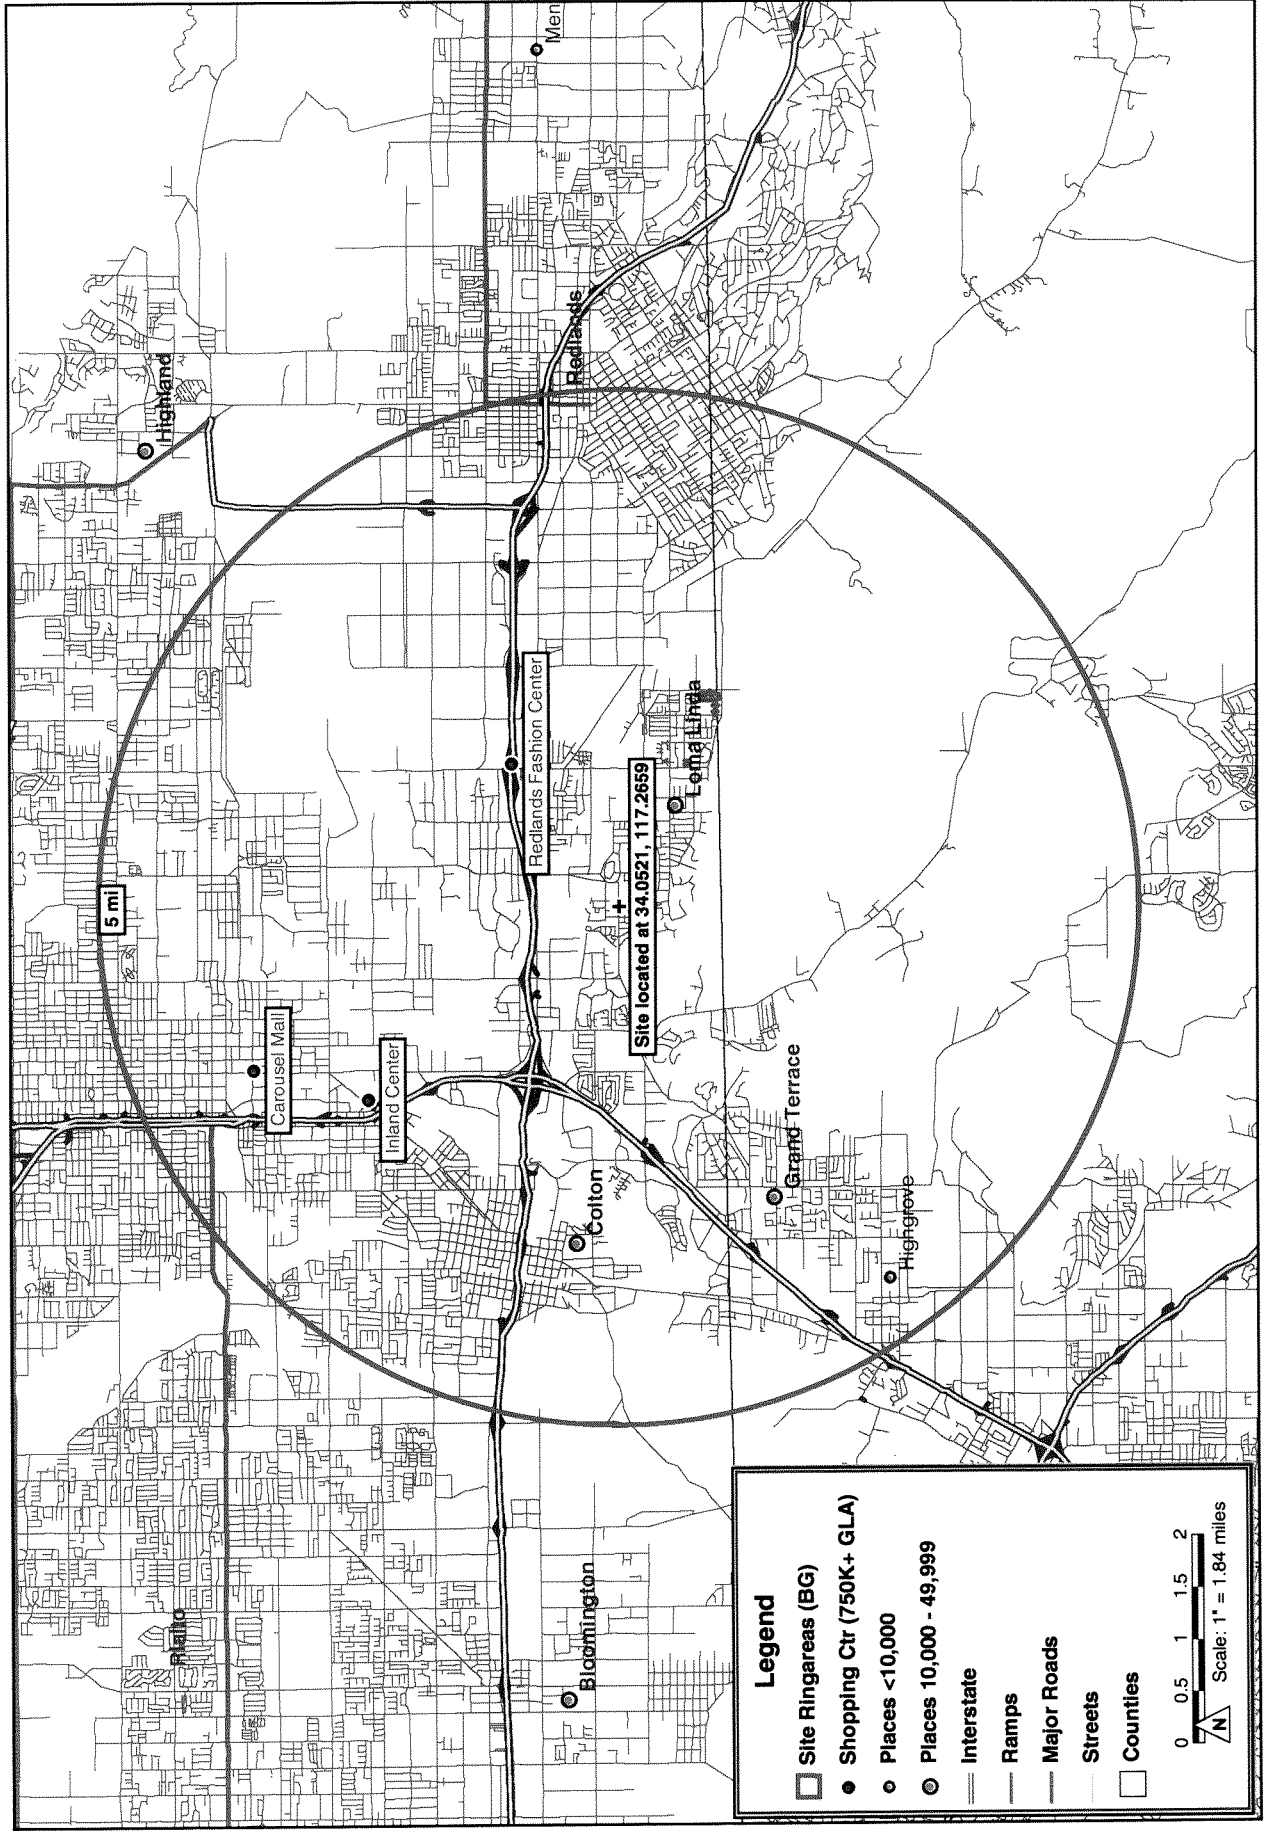 Men
Highland
Redlands
5 mi
Redlands Fashion Center
Loma Linda
Site located at 34.0521, 117.2659
Carousel Mall
Inland Center
Grand Terrace
Colton
Highgrove
Rialto
Bloomington
Legend
Site Ringareas (BG)
Shopping Ctr (750K+ GLA)
Places <10,000
Places 10,000 - 49,999
Interstate
Ramps
Major Roads
Streets
Counties
0 0.5 1 1.5 2
N
Scale: 1" = 1.84 miles